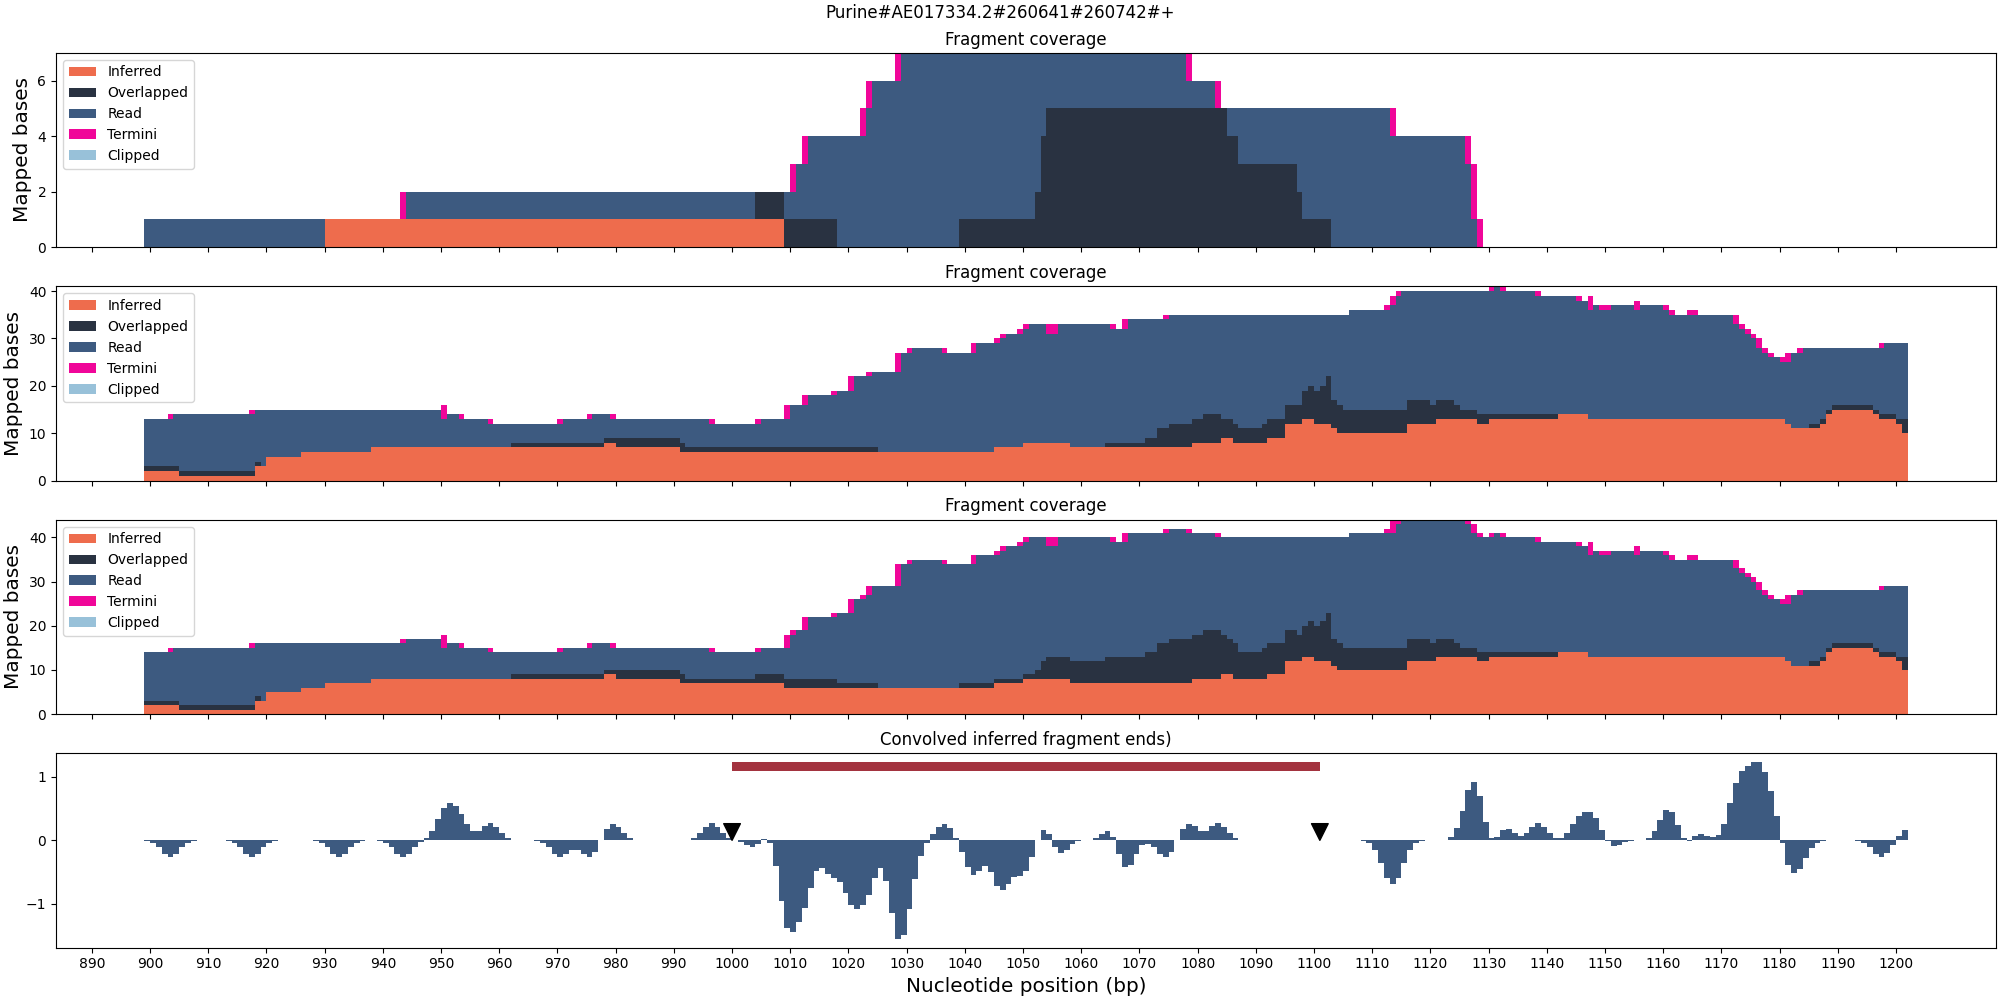 Purine#AE017334.2#260641#260742#+
Fragment coverage
Mapped bases
0 2 4 6
Inferred
Overlapped
Read
Termini
Clipped
Fragment coverage
Mapped bases
0 10 20 30 40
Inferred
Overlapped
Read
Termini
Clipped
Fragment coverage
Mapped bases
0 10 20 30 40
Inferred
Overlapped
Read
Termini
Clipped
Convolved inferred fragment ends)
1
0
−1
890 900 910 920 930 940 950 960 970 980 990 1000 1010 1020 1030 1040 1050 1060 1070 1080 1090 1100 1110 1120 1130 1140 1150 1160 1170 1180 1190 1200
Nucleotide position (bp)